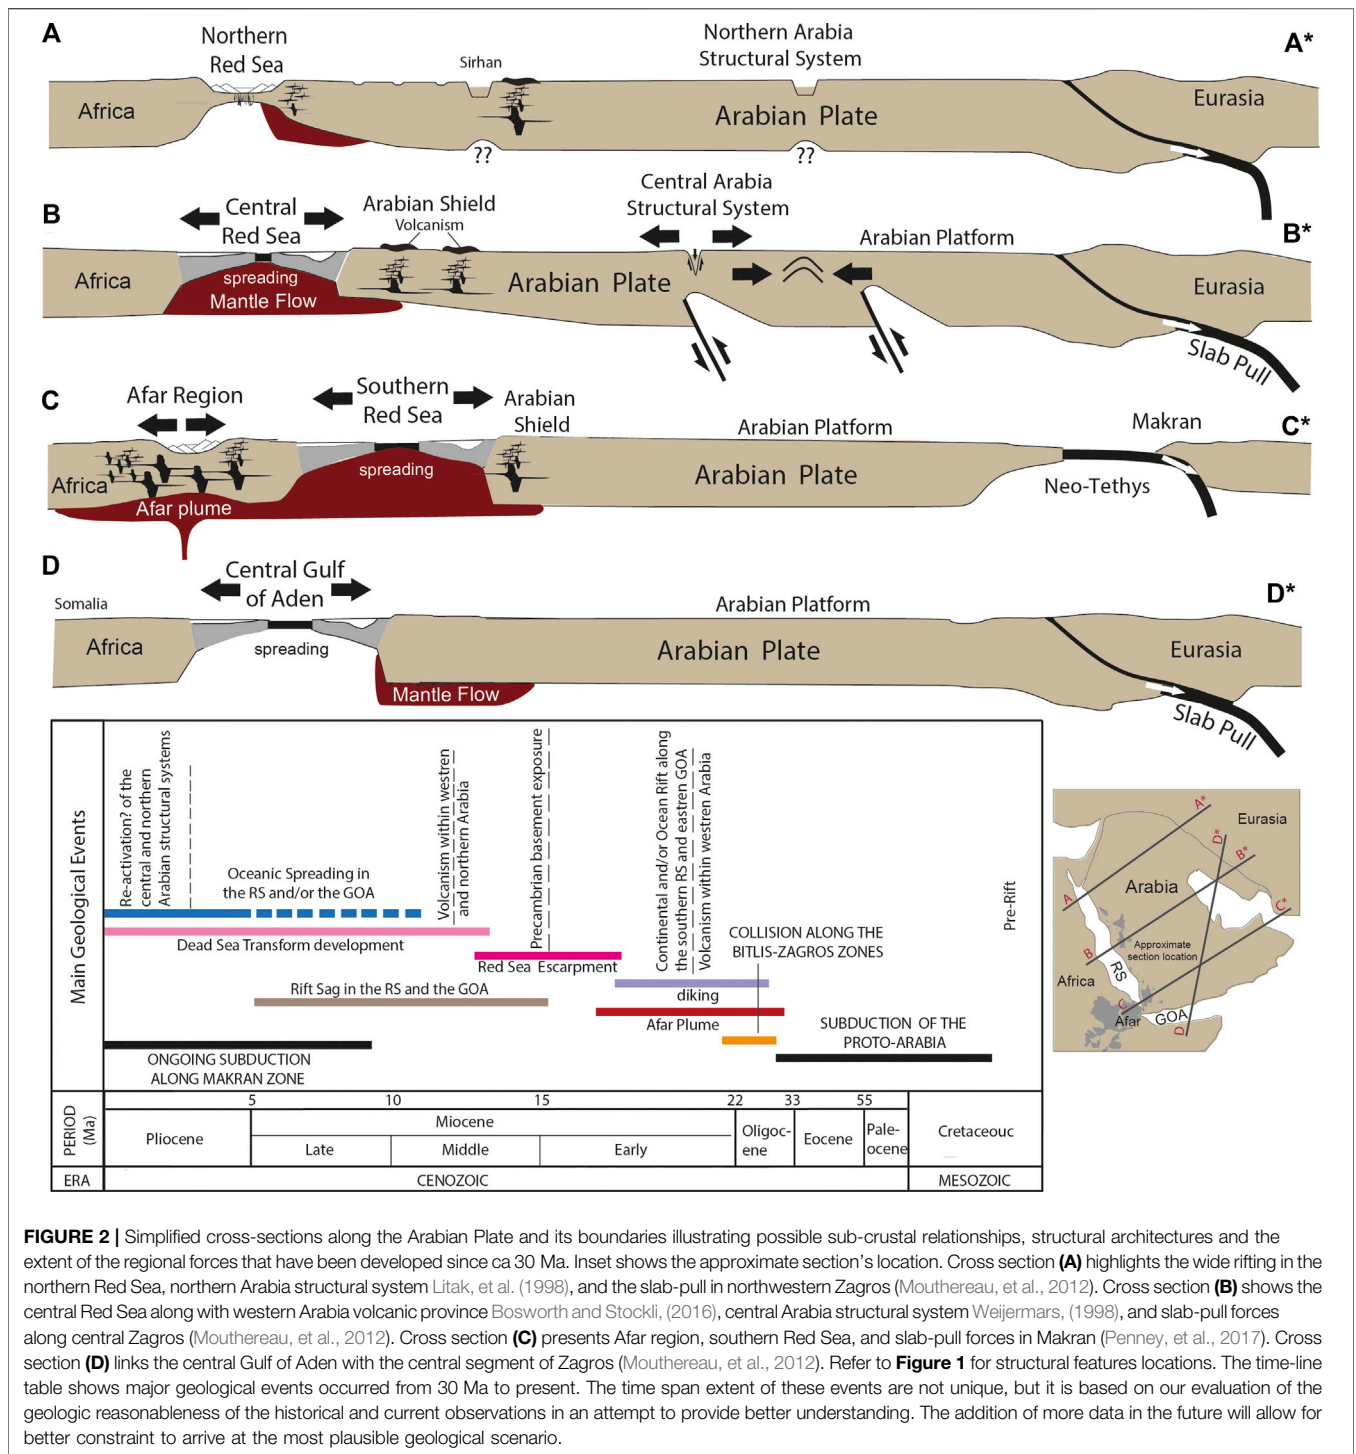 A
Northern
Red Sea
Sirhan
Northern Arabia
Structural System
A*
Africa
Arabian Plate
Eurasia
??
??
B
Central
Red Sea
Arabian Shield
Volcanism
Central Arabia
Structural System
Arabian Platform
B*
Africa
spreading
Mantle Flow
Arabian Plate
Eurasia
Slab Pull
C
Afar Region
Southern
Red Sea
Arabian
Shield
Arabian Platform
Makran
C*
Africa
spreading
Arabian Plate
Neo-Tethys
Afar plume
D
Central Gulf
of Aden
Somalia
Arabian Platform
D*
Africa
spreading
Arabian Plate
Eurasia
Mantle Flow
Slab Pull
Main Geological Events
Re-activation? of the
central and northern
Arabian structural systems
Oceanic Spreading in
the RS and/or the GOA
Dead Sea Transform development
Volcanism within westren
and northern Arabia
Precambrian basement exposure
Red Sea Escarpment
Rift Sag in the RS and the GOA
Continental and/or Ocean Rift along
the southern RS and eastren GOA
Volcanism within westren Arabia
diking
Afar Plume
COLLISION ALONG THE
BITLIS-ZAGROS ZONES
SUBDUCTION OF THE
PROTO-ARABIA
ONGOING SUBDUCTION
ALONG MAKRAN ZONE
Pre-Rift
PERIOD
(Ma)
5 10 15 22 33 55
Pliocene
Miocene
Late
Middle
Early
Oligoc-
ene
Eocene
Pale-
ocene
Cretaceouc
ERA
CENOZOIC
MESOZOIC
A*
Eurasia
D*
B*
Arabia
A
C*
B
Approximate
section location
Africa
RS
C
Afar
GOA
D
FIGURE 2 | Simplified cross-sections along the Arabian Plate and its boundaries illustrating possible sub-crustal relationships, structural architectures and the
extent of the regional forces that have been developed since ca 30 Ma. Inset shows the approximate section's location. Cross section (A) highlights the wide rifting in the
northern Red Sea, northern Arabia structural system Litak, et al. (1998), and the slab-pull in northwestern Zagros (Mouthereau, et al., 2012). Cross section (B) shows the
central Red Sea along with western Arabia volcanic province Bosworth and Stockli, (2016), central Arabia structural system Weijermars, (1998), and slab-pull forces
along central Zagros (Mouthereau, et al., 2012). Cross section (C) presents Afar region, southern Red Sea, and slab-pull forces in Makran (Penney, et al., 2017). Cross
section (D) links the central Gulf of Aden with the central segment of Zagros (Mouthereau, et al., 2012). Refer to Figure 1 for structural features locations. The time-line
table shows major geological events occurred from 30 Ma to present. The time span extent of these events are not unique, but it is based on our evaluation of the
geologic reasonableness of the historical and current observations in an attempt to provide better understanding. The addition of more data in the future will allow for
better constraint to arrive at the most plausible geological scenario.